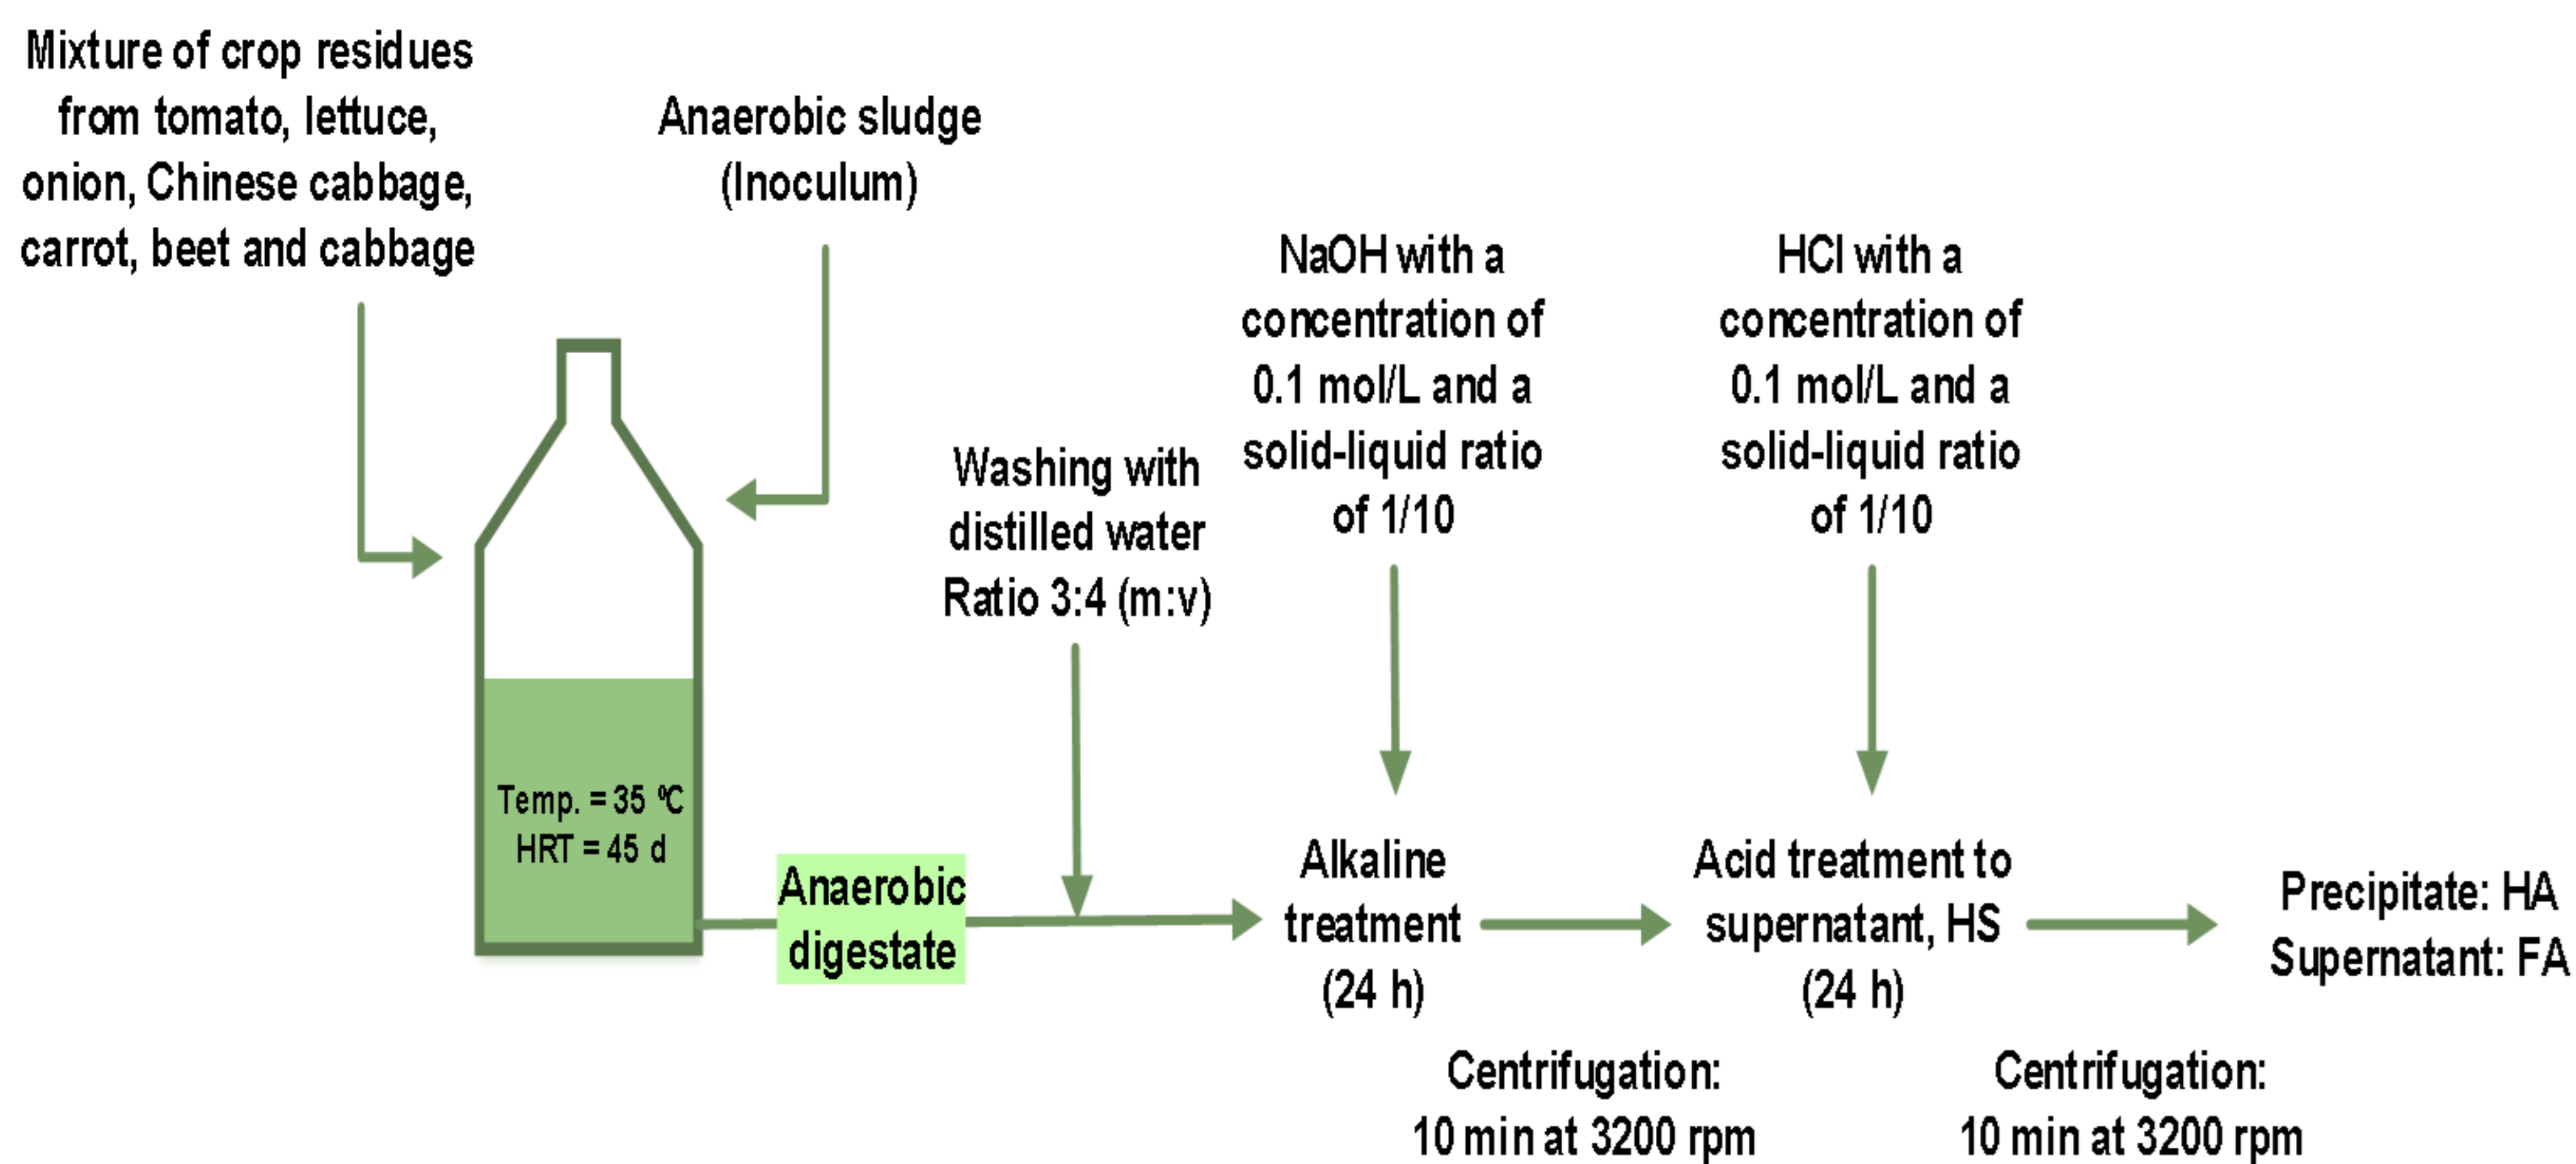 Mixture of crop residues
from tomato, lettuce,
onion, Chinese cabbage,
carrot, beet and cabbage
Anaerobic sludge
(Inoculum)
Temp. = 35 ºC
HRT = 45 d
Anaerobic
digestate
Washing with
distilled water
Ratio 3:4 (m:v)
NaOH with a
concentration of
0.1 mol/L and a
solid-liquid ratio
of 1/10
Alkaline
treatment
(24 h)
Centrifugation:
10 min at 3200 rpm
HCl with a
concentration of
0.1 mol/L and a
solid-liquid ratio
of 1/10
Acid treatment to
supernatant, HS
(24 h)
Centrifugation:
10 min at 3200 rpm
Precipitate: HA
Supernatant: FA